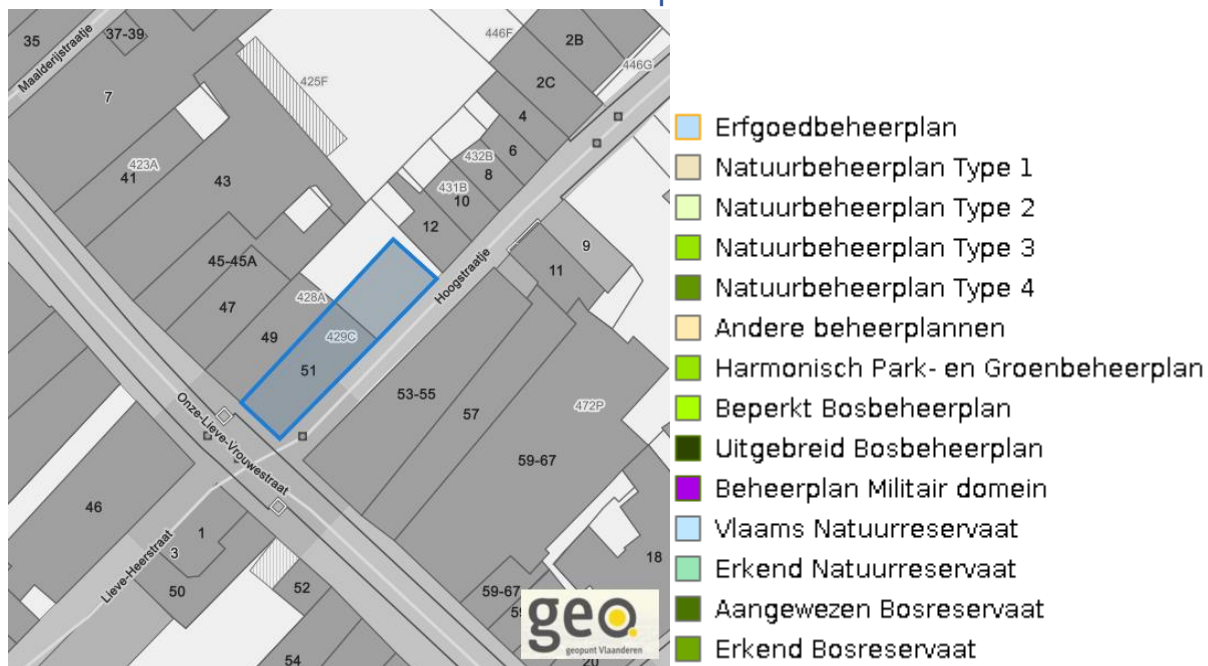 35
37-39
Maalderijstraatje
7
446F
2B
446G
2C
425F
4
6
432B
8
423A
41
43
431B
10
12
9
11
45-45A
Hoogstraatje
428A
47
49
429C
51
53-55
57
472P
Onze-Lieve-Vrouwestraat
59-67
46
1
3
Lieve-Heerstraat
50
52
18
59-67
54
20
geo.
geopunt Vlaanderen
Erfgoedbeheerplan
Natuurbeheerplan Type 1
Natuurbeheerplan Type 2
Natuurbeheerplan Type 3
Natuurbeheerplan Type 4
Andere beheerplannen
Harmonisch Park- en Groenbeheerplan
Beperkt Bosbeheerplan
Uitgebreid Bosbeheerplan
Beheerplan Militair domein
Vlaams Natuurreservaat
Erkend Natuurreservaat
Aangewezen Bosreservaat
Erkend Bosreservaat